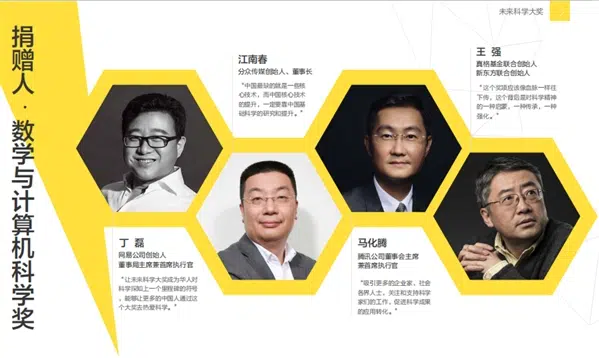 未来科学大奖
捐赠人·数学与计算机科学奖
江南春
分众传媒创始人、董事长
“中国最缺的就是一些核
心技术，而中国核心技术
的提升，一定要靠中国基
础科学的研究和提升。”
王 强
真格基金联合创始人
新东方联合创始人
“这个奖项应该像血脉一样往
下传，这个背后是对科学精神
的一种启蒙，一种传承，一种
强化。”
丁 磊
网易公司创始人
董事局主席兼首席执行官
“让未来科学大奖成为华人对
科学探知上一个里程碑的符号，
能够让更多的中国人通过这
个大奖去热爱科学。”
马化腾
腾讯公司董事会主席
兼首席执行官
“吸引更多的企业家、社会
各界人士，关注和支持科学
家们的工作，促进科学成果
的应用转化。”